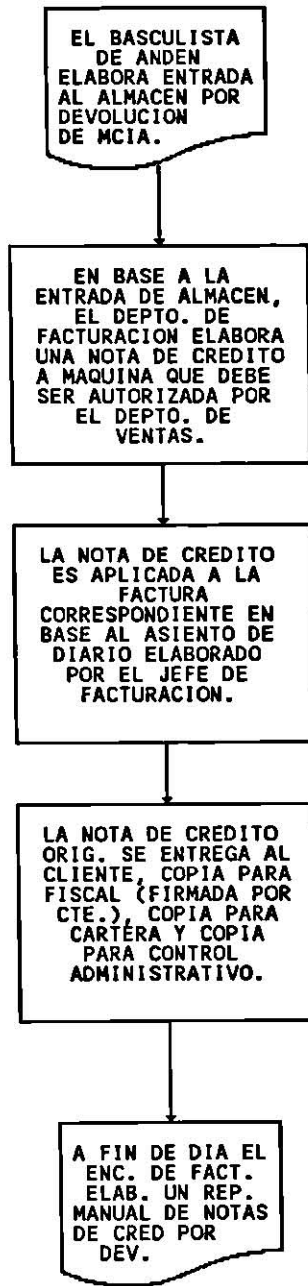 EL BASCULISTA
DE ANDEN
ELABORA ENTRADA
AL ALMACEN POR
DEVOLUCION
DE MCIA.
EN BASE A LA
ENTRADA DE ALMACEN,
EL DEPTO. DE
FACTURACION ELABORA
UNA NOTA DE CREDITO
A MAQUINA QUE DEBE
SER AUTORIZADA POR
EL DEPTO. DE
VENTAS.
LA NOTA DE CREDITO
ES APLICADA A LA
FACTURA
CORRESPONDIENTE EN
BASE AL ASIENTO DE
DIARIO ELABORADO
POR EL JEFE DE
FACTURACION.
LA NOTA DE CREDITO
ORIG. SE ENTREGA AL
CLIENTE, COPIA PARA
FISCAL (FIRMADA POR
CTE.), COPIA PARA
CARTERA Y COPIA
PARA CONTROL
ADMINISTRATIVO.
A FIN DE DIA EL
ENC. DE FACT.
ELAB. UN REP.
MANUAL DE NOTAS
DE CRED POR
DEV.